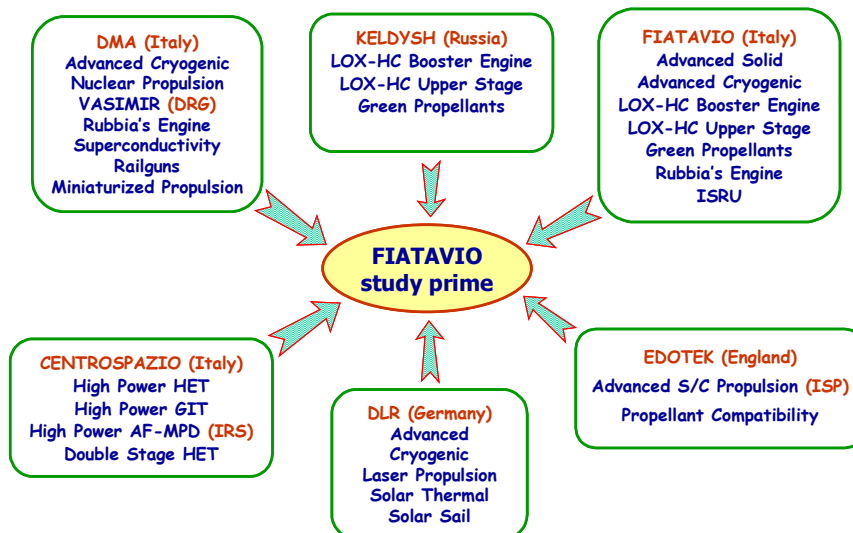 DMA (Italy)
Advanced Cryogenic
Nuclear Propulsion
VASIMIR (DRG)
Rubbia's Engine
Superconductivity
Railguns
Miniaturized Propulsion
KELDYSH (Russia)
LOX-HC Booster Engine
LOX-HC Upper Stage
Green Propellants
FIATAVIO (Italy)
Advanced Solid
Advanced Cryogenic
LOX-HC Booster Engine
LOX-HC Upper Stage
Green Propellants
Rubbia's Engine
ISRU
FIATAVIO
study prime
CENTROSPAZIO (Italy)
High Power HET
High Power GIT
High Power AF-MPD (IRS)
Double Stage HET
DLR (Germany)
Advanced
Cryogenic
Laser Propulsion
Solar Thermal
Solar Sail
EDOTEK (England)
Advanced S/C Propulsion (ISP)
Propellant Compatibility